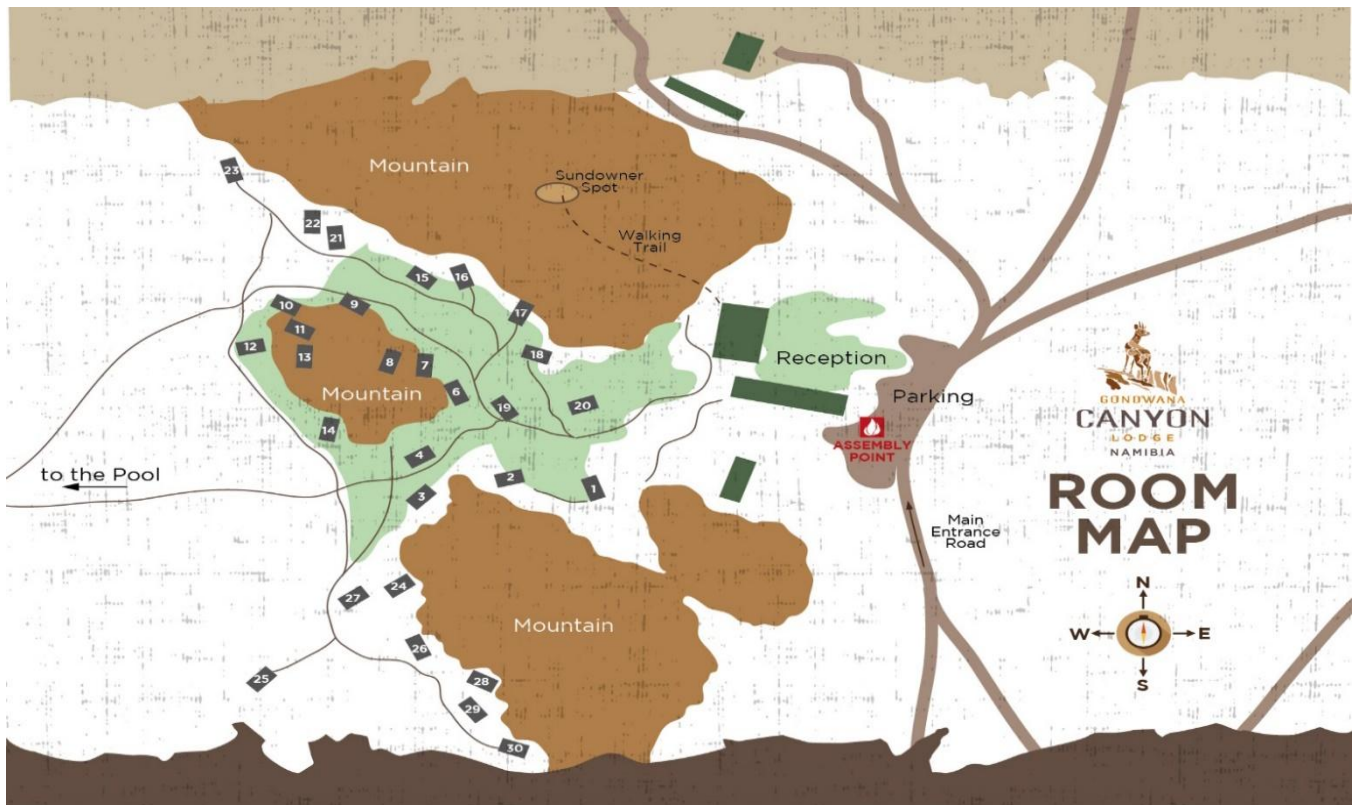 Mountain
Sundowner
Spot
Walking
Trail
23
22
21
15
16
17
10
9
11
12
13
8
7
18
Mountain
6
19
20
14
4
3
2
1
Reception
Parking
ASSEMBLY
POINT
to the Pool
Main
Entrance
Road
27
24
26
25
28
29
30
Mountain
GONDWANA
CANYON
LODGE
NAMIBIA
ROOM
MAP
N
W E
S